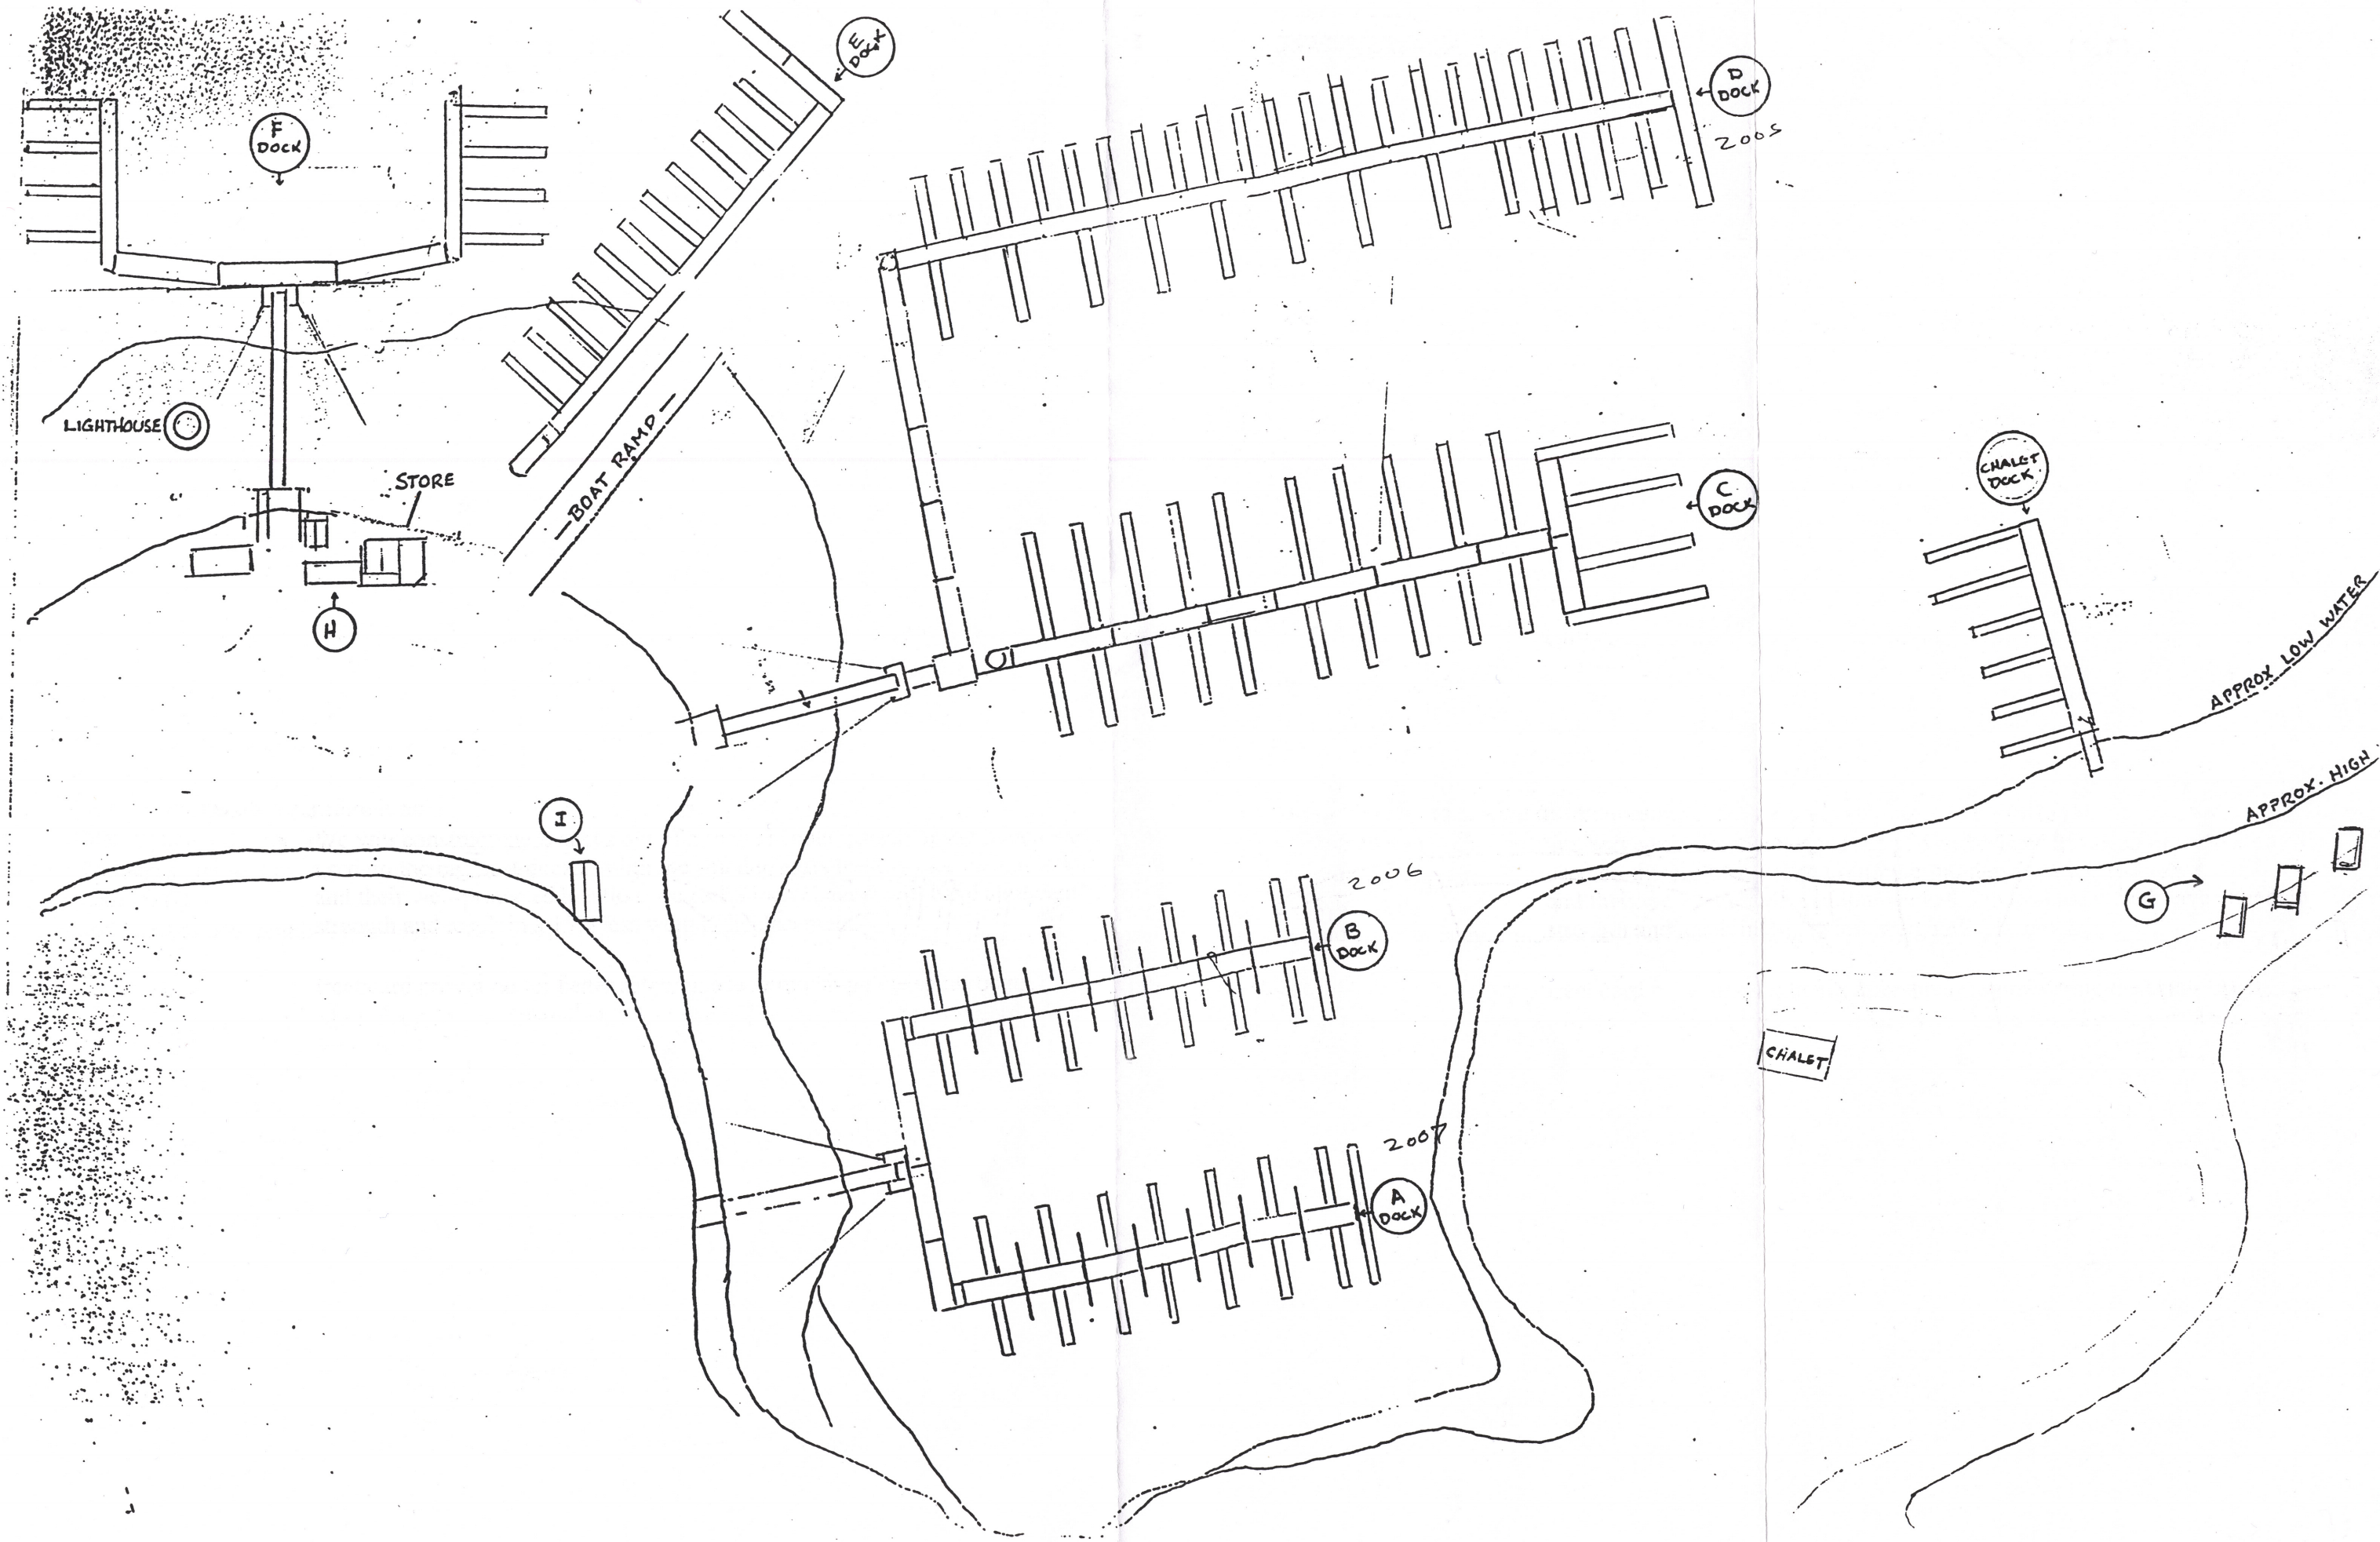 E
DOCK
D
DOCK
2005
F
DOCK
LIGHTHOUSE
STORE
-BOAT RAMP-
C
DOCK
CHALET
DOCK
H
APPROX LOW WATER
APPROX. HIGH
I
2006
B
DOCK
G
CHALET
2007
A
DOCK